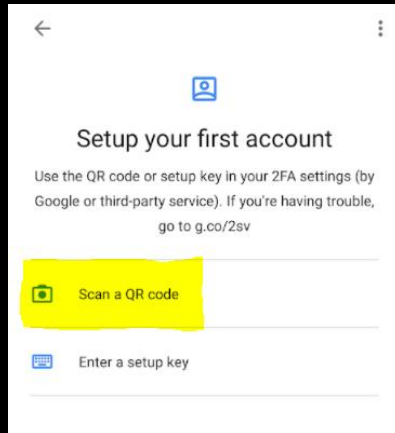 Setup your first account
Use the QR code or setup key in your 2FA settings (by
Google or third-party service). If you're having trouble,
go to g.co/2sv
Scan a QR code
Enter a setup key